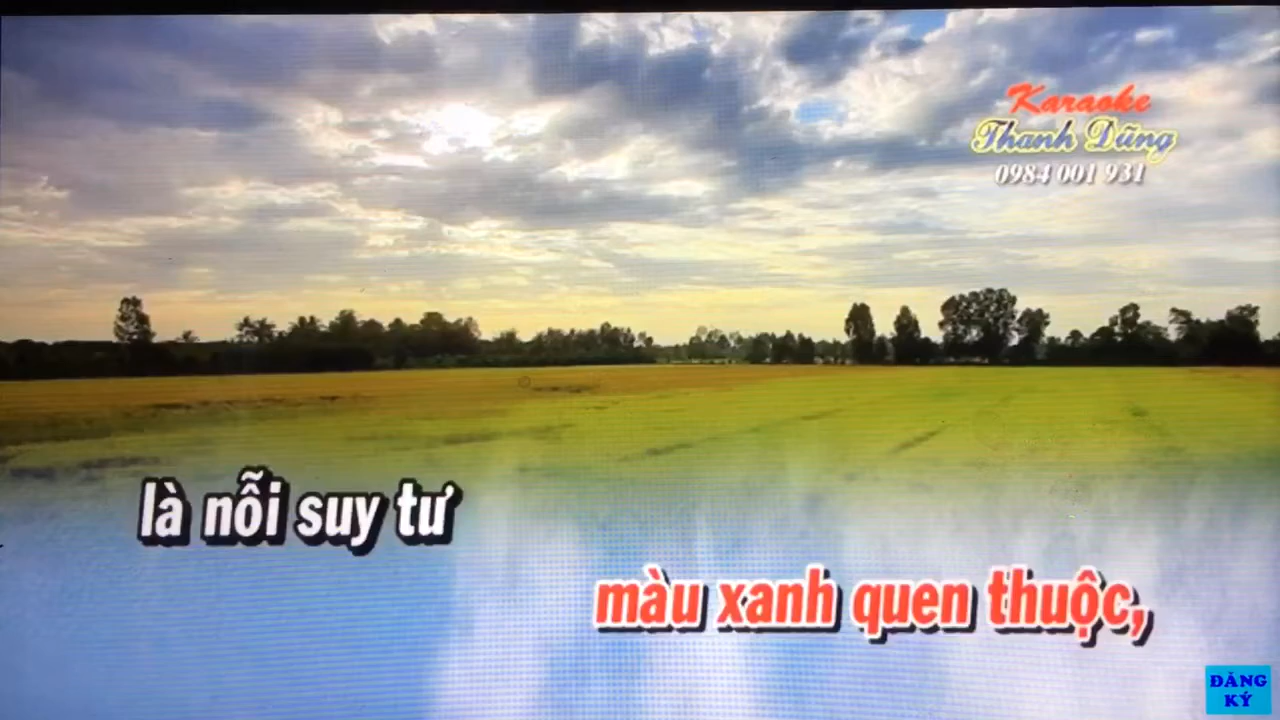 Karaoke
Thanh Dũng
0984 001 931
là nỗi suy tư
màu xanh quen thuộc,
ĐĂNG
KÝ